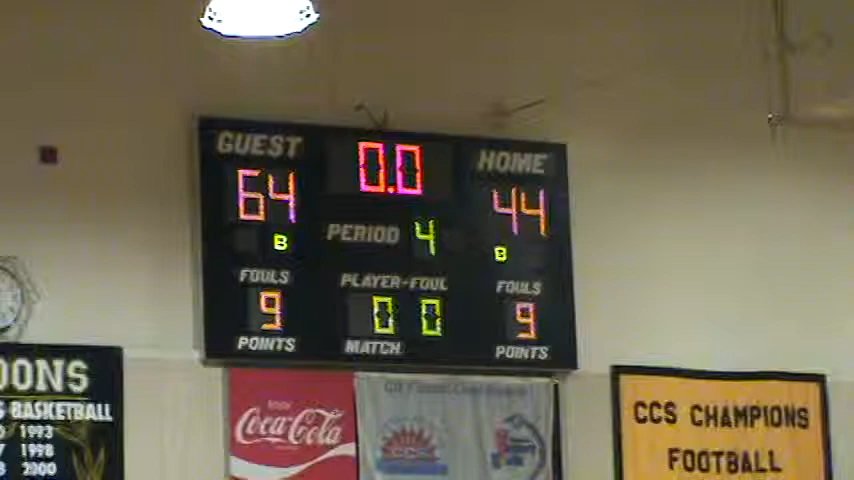 GUEST
0.0
HOME
64
44
PERIOD 4
B
B
FOULS
PLAYER-FOUL
FOULS
9
0 0
9
POINTS
MATCH
POINTS
OONS
BASKETBALL
1993
1998
2000
Coca-Cola
CCS CHAMPIONS
FOOTBALL